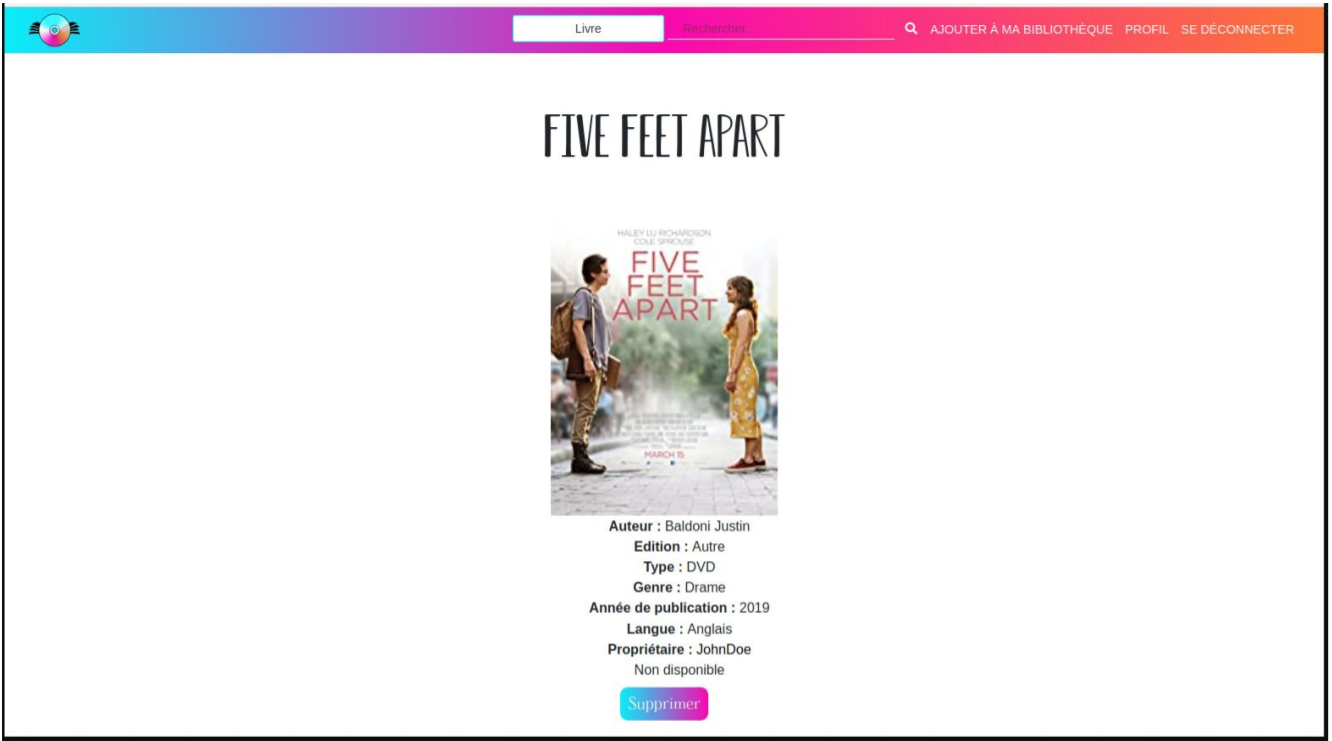 Livre
Rechercher..
AJOUTER À MA BIBLIOTHÈQUE PROFIL SE DÉCONNECTER
FIVE FEET APART
HALEY LU RICHARDSON
COLE SPROUSE
FIVE
FEET
APART
MARCH 15
Auteur : Baldoni Justin
Edition : Autre
Type : DVD
Genre : Drame
Année de publication : 2019
Langue : Anglais
Propriétaire : JohnDoe
Non disponible
Supprimer